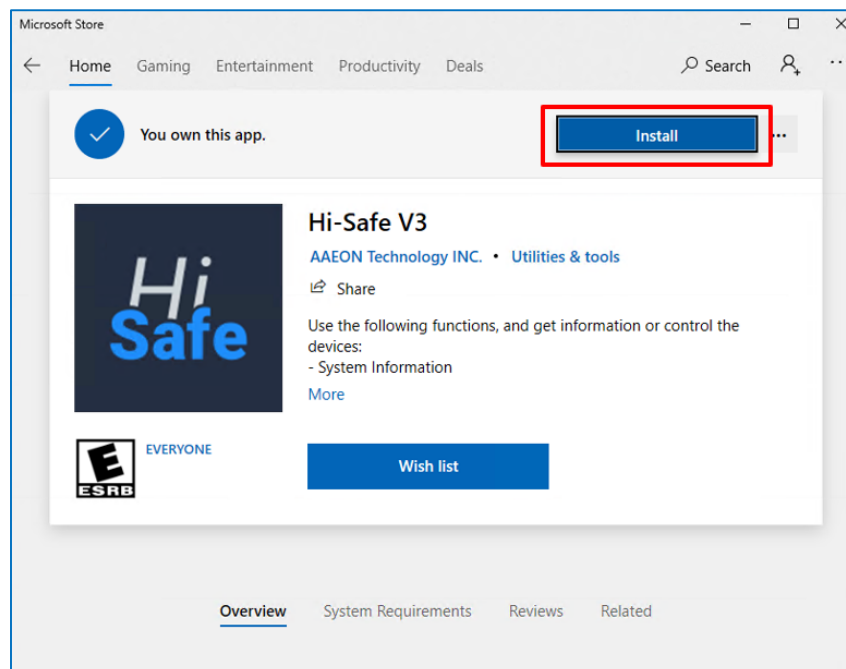 Microsoft Store
Home Gaming Entertainment Productivity Deals Search
You own this app. Install
Hi
Safe
Hi-Safe V3
AAEON Technology INC. • Utilities & tools
Share
Use the following functions, and get information or control the
devices:
- System Information
More
E
ESRB
EVERYONE
Wish list
Overview System Requirements Reviews Related